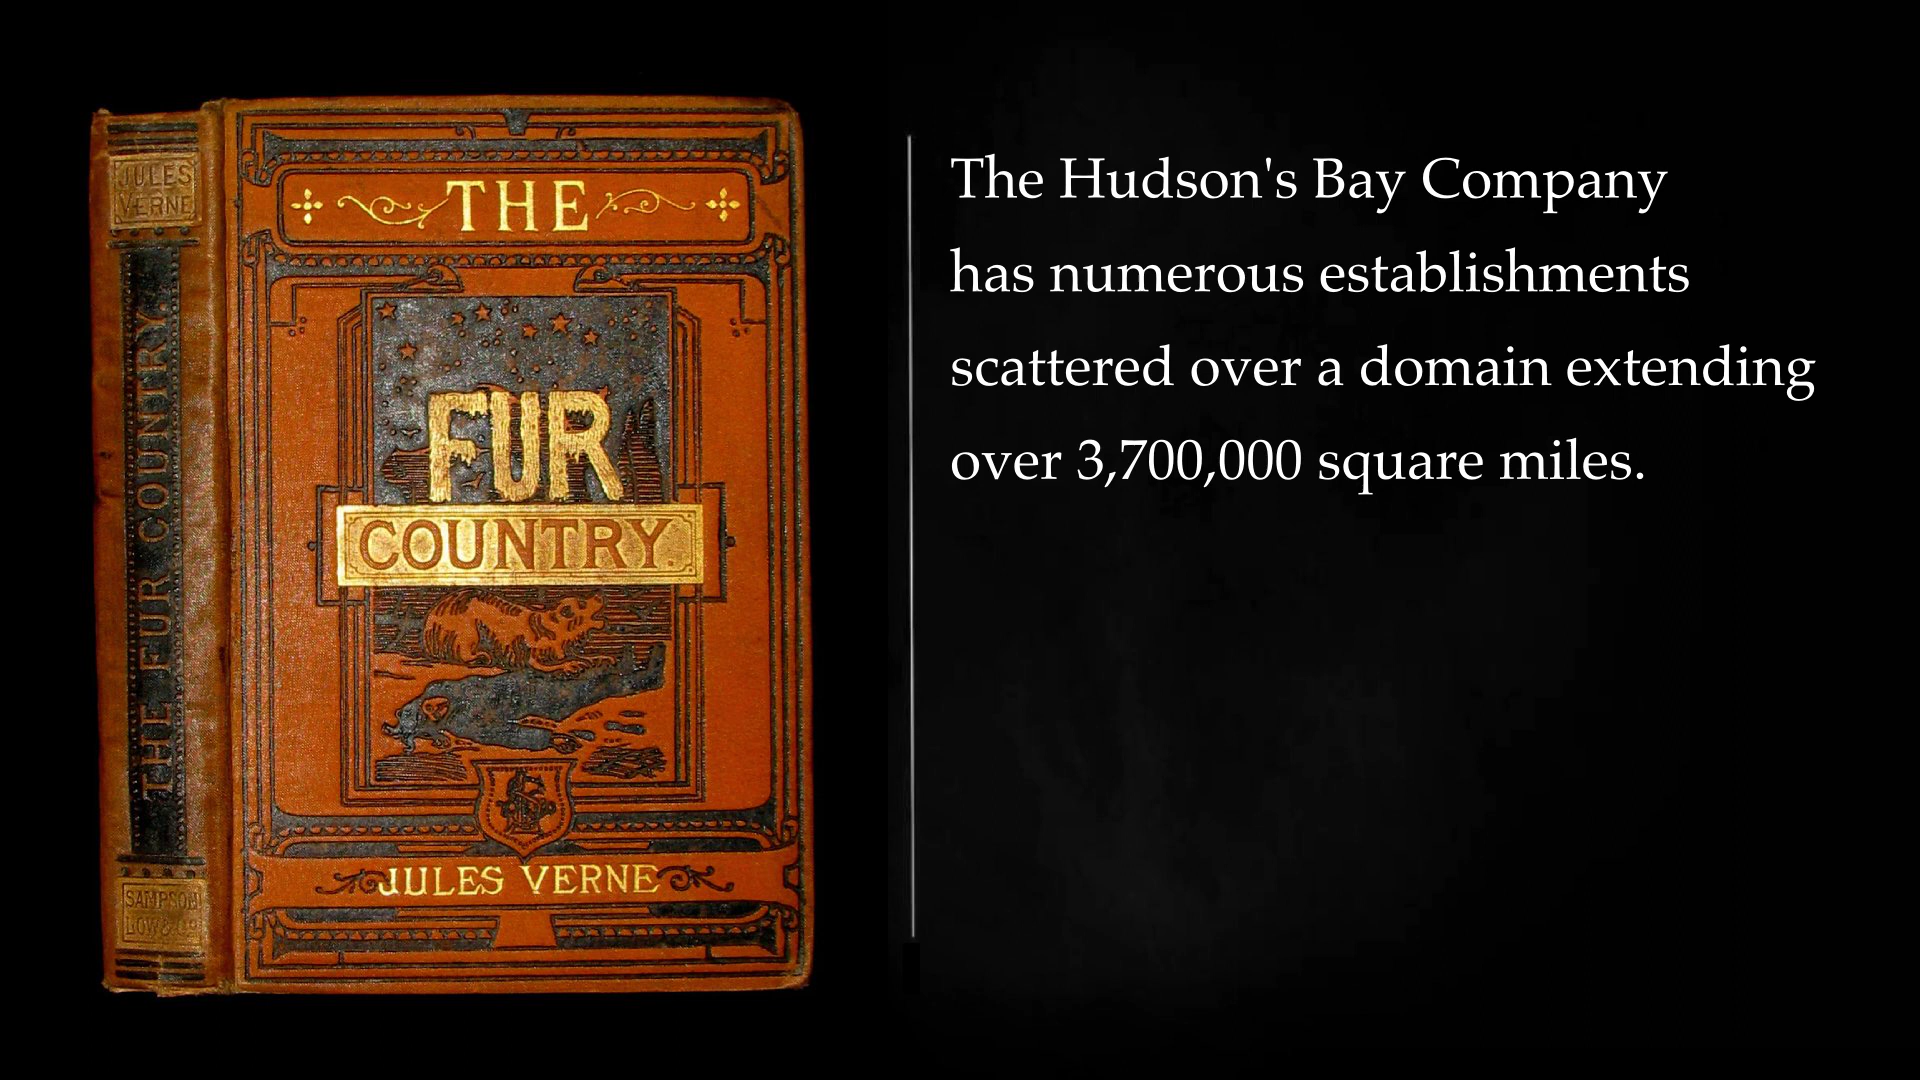 JULES
VERNE
THE FUR COUNTRY.
SAMPSON
LOW & Co
THE
FUR
COUNTRY.
JULES VERNE
The Hudson's Bay Company
has numerous establishments
scattered over a domain extending
over 3,700,000 square miles.